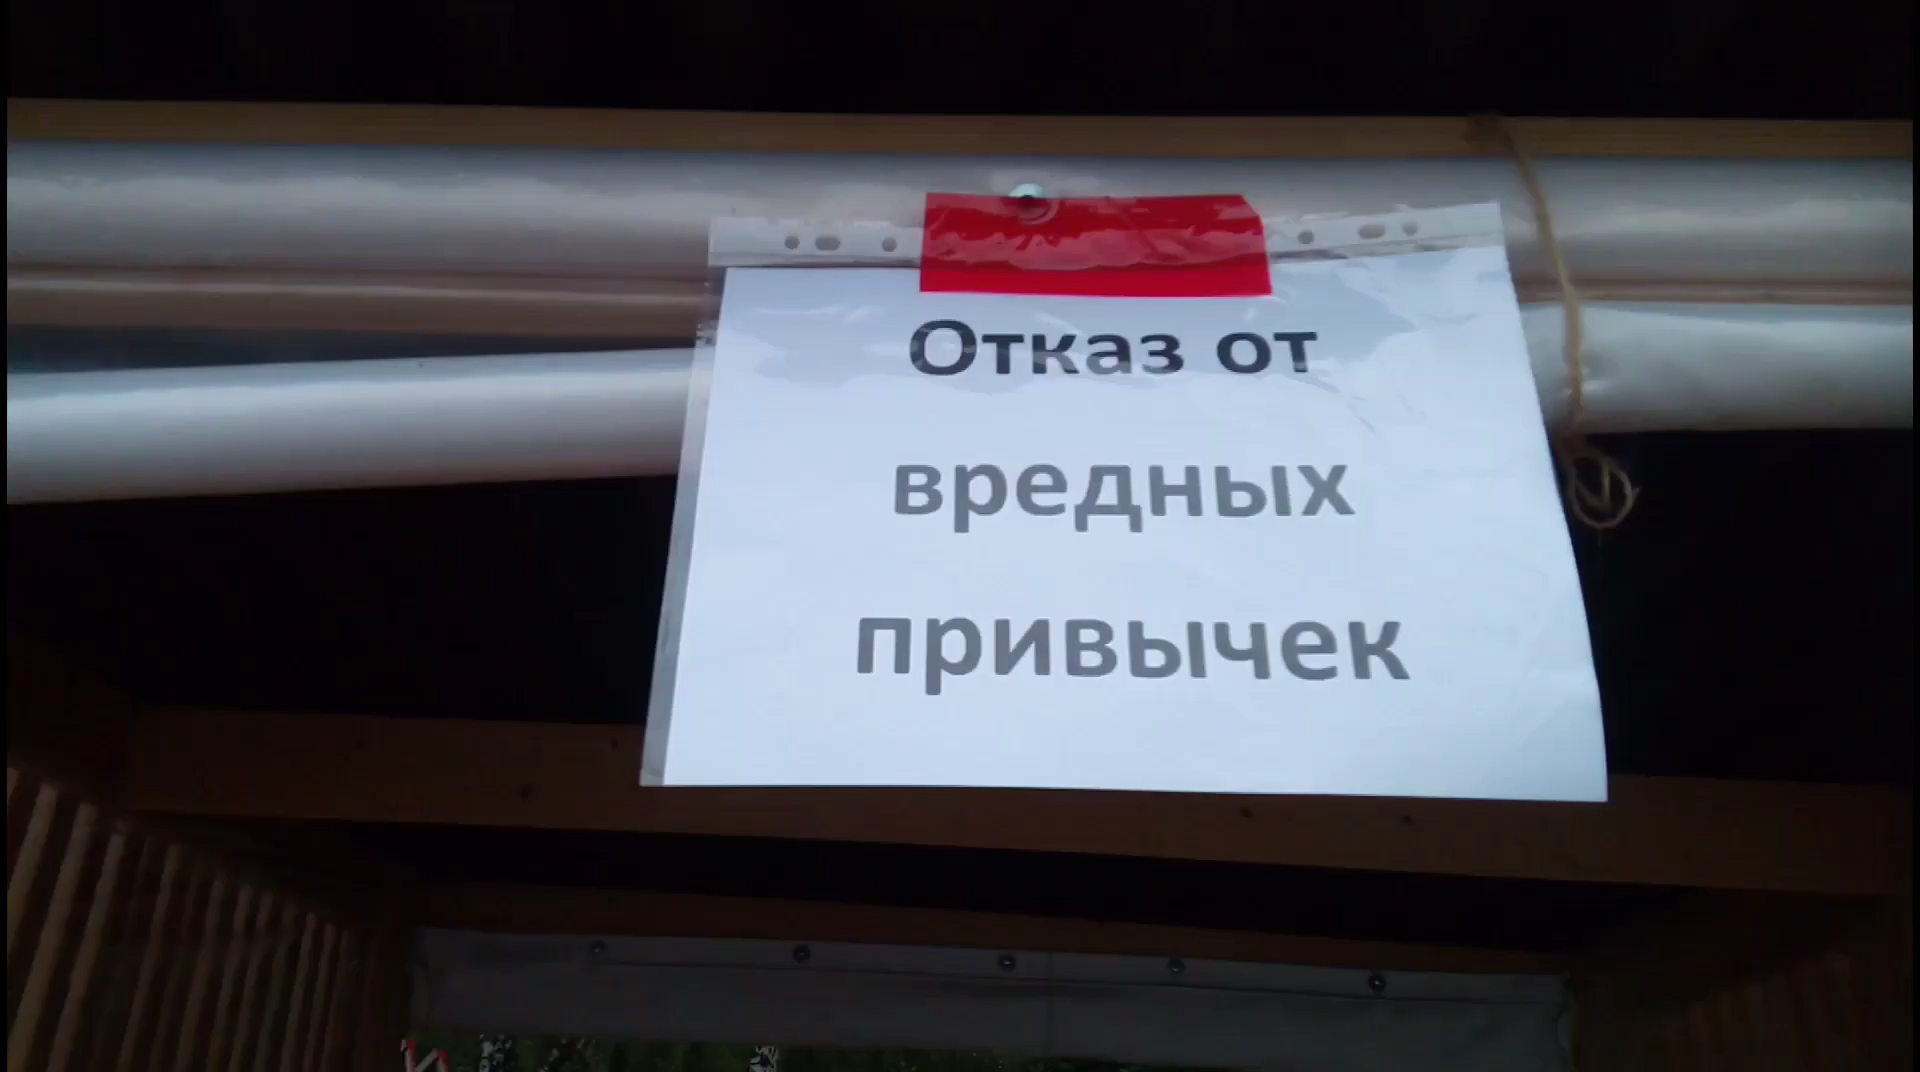 Отказ от
вредных
привычек